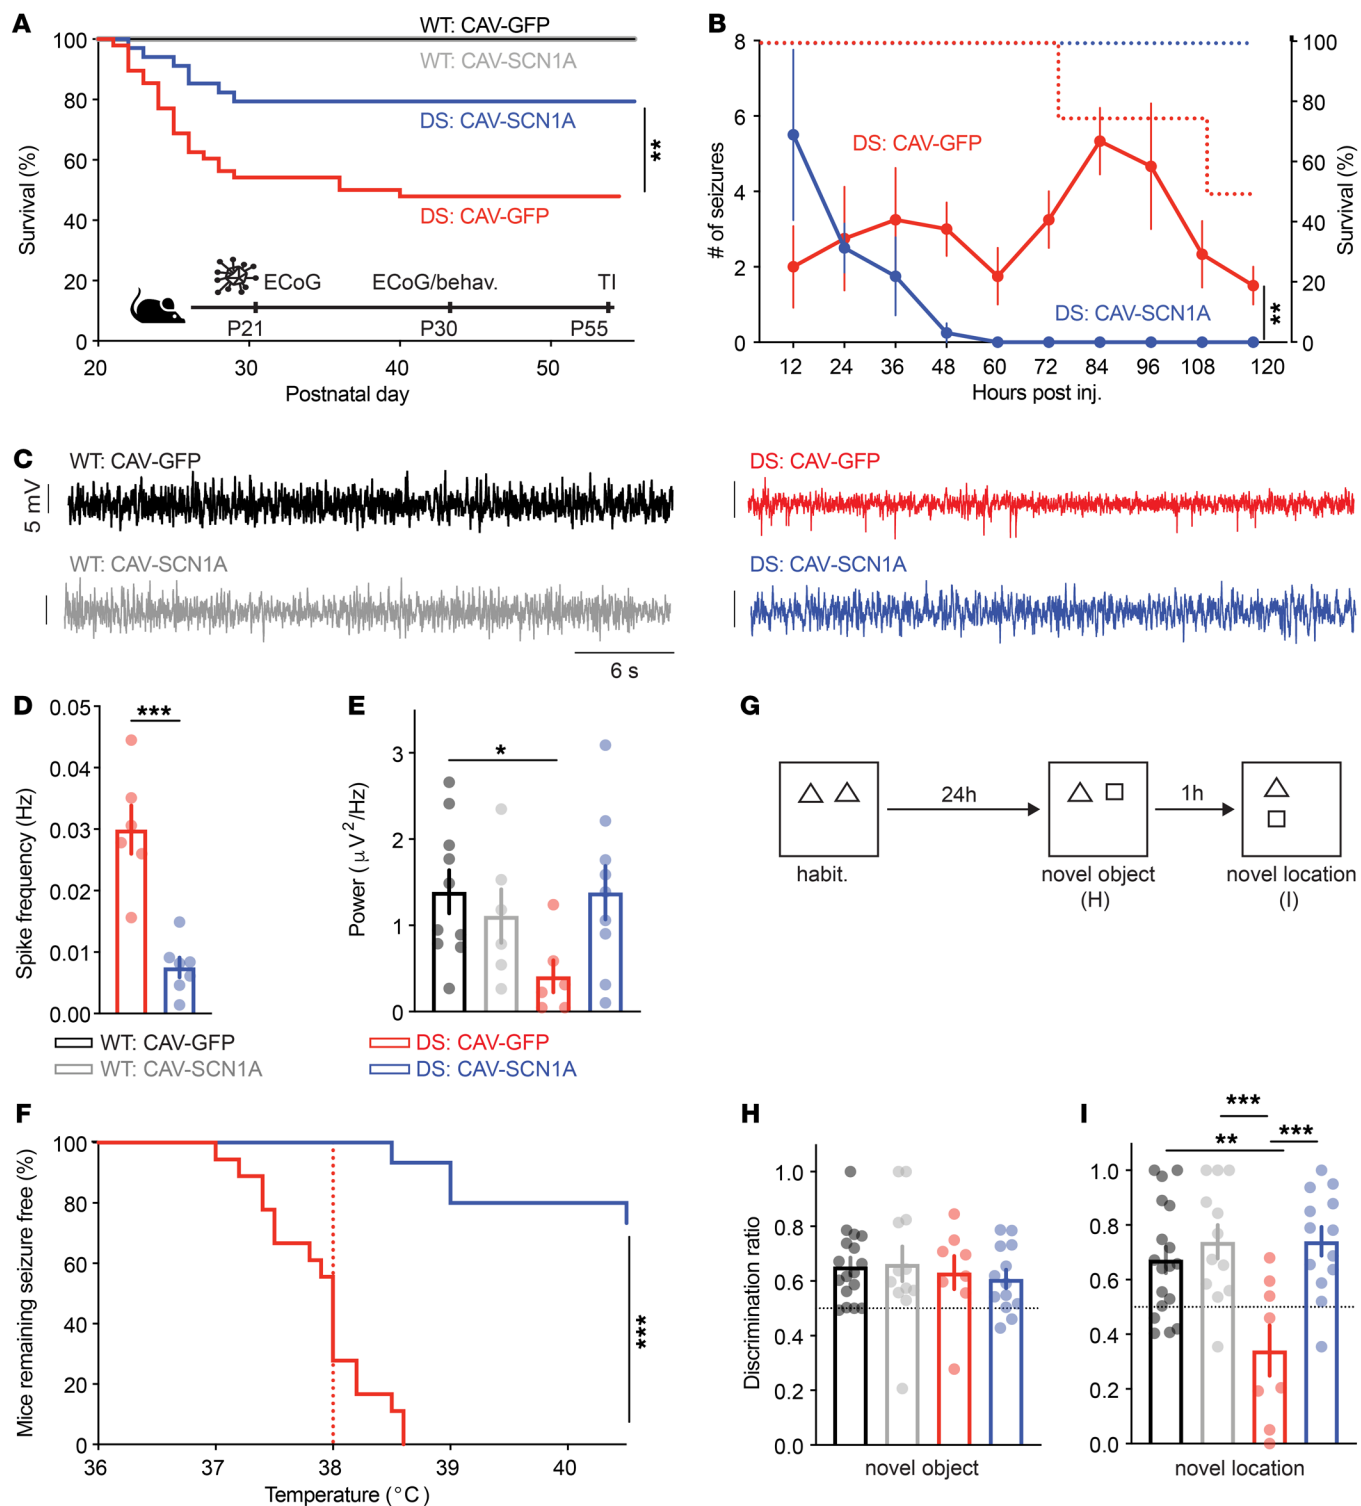 A
WT: CAV-GFP
WT: CAV-SCN1A
DS: CAV-SCN1A
**
DS: CAV-GFP
Survival (%)
100
80
60
40
20
0
ECoG
ECoG/behav.
TI
P21
P30
P55
20
30
40
50
Postnatal day
B
# of seizures
8
6
4
2
0
DS: CAV-GFP
DS: CAV-SCN1A
**
100
80
60
40
20
0
Survival (%)
12
24
36
48
60
72
84
96
108
120
Hours post inj.
C
WT: CAV-GFP
5 mV
WT: CAV-SCN1A
6 s
DS: CAV-GFP
DS: CAV-SCN1A
D
***
Spike frequency (Hz)
0.05
0.04
0.03
0.02
0.01
0.00
E
*
Power (μV²/Hz)
3
2
1
0
WT: CAV-GFP
WT: CAV-SCN1A
DS: CAV-GFP
DS: CAV-SCN1A
G
24h
1h
habit.
novel object
(H)
novel location
(I)
F
Mice remaining seizure free (%)
100
80
60
40
20
0
***
36
37
38
39
40
Temperature (°C)
H
Discrimination ratio
1.0
0.8
0.6
0.4
0.2
0.0
novel object
I
***
**
***
1.0
0.8
0.6
0.4
0.2
0.0
novel location